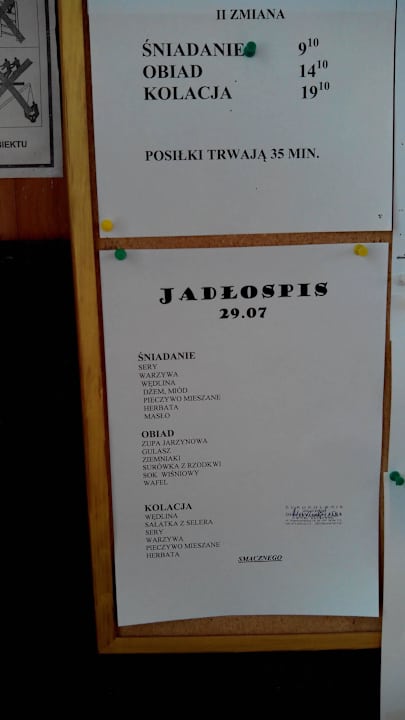 IEKTU
II ZMIANA
ŚNIADANIE 9¹⁰
OBIAD 14¹⁰
KOLACJA 19¹⁰
POSIŁKI TRWAJĄ 35 MIN.
JADŁOSPIS
29.07
ŚNIADANIE
SERY
WARZYWA
WĘDLINA
DŻEM, MIÓD
PIECZYWO MIESZANE
HERBATA
MASŁO
OBIAD
ZUPA JARZYNOWA
GULASZ
ZIEMNIAKI
SURÓWKA Z RZODKWI
SOK WIŚNIOWY
WAFEL
KOLACJA
WĘDLINA
SAŁATKA Z SELERA
SERY
WARZYWA
PIECZYWO MIESZANE
HERBATA
SMACZNEGO